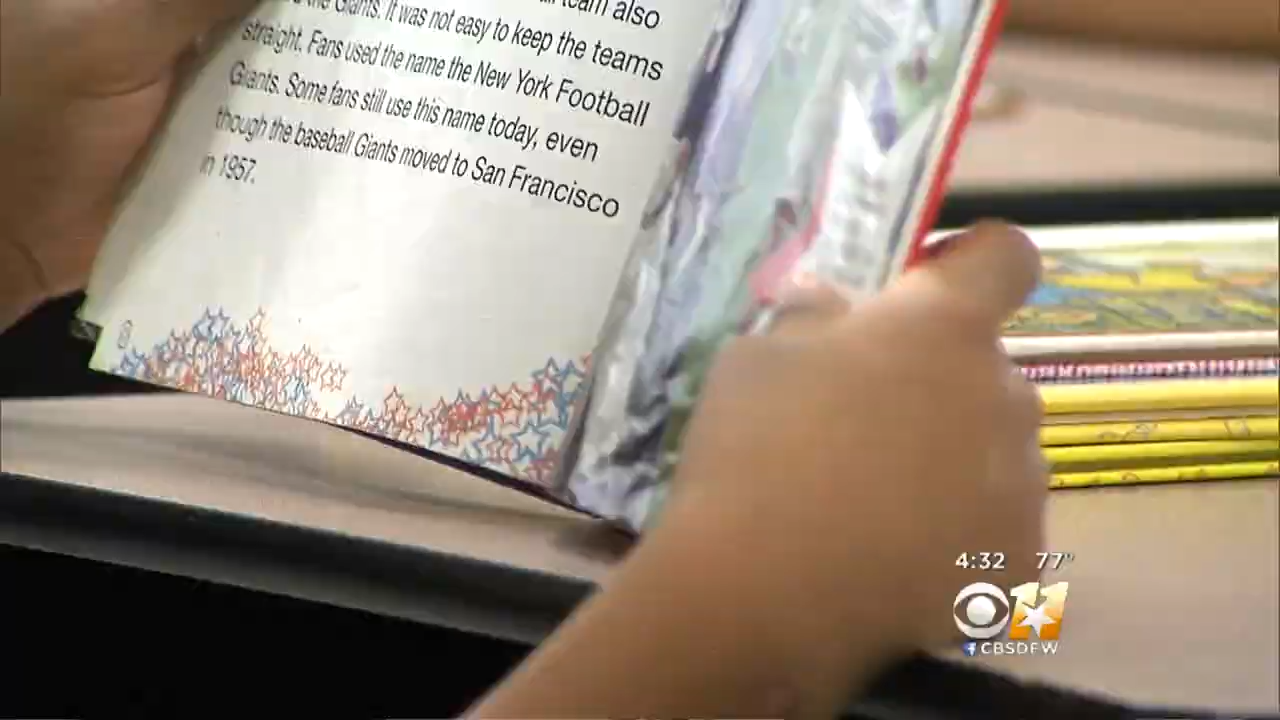 team also
the Giants. It was not easy to keep the teams
straight. Fans used the name the New York Football
Giants. Some fans still use this name today, even
though the baseball Giants moved to San Francisco
in 1957.
8
4:32 77°
11
CBSDFW